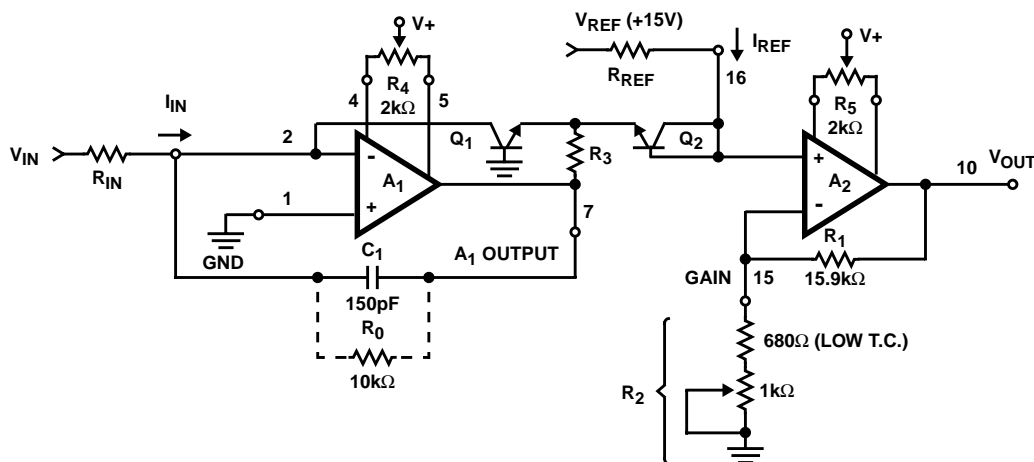 V+
R4
2kΩ
4
5
IIN
2
VIN
RIN
1
A1
-
+
GND
C1
150pF
R0
10kΩ
A1 OUTPUT
7
Q1
R3
Q2
VREF (+15V)
RREF
IREF
16
V+
R5
2kΩ
+
A2
-
10
VOUT
R1
15.9kΩ
GAIN
15
680Ω (LOW T.C.)
R2
1kΩ